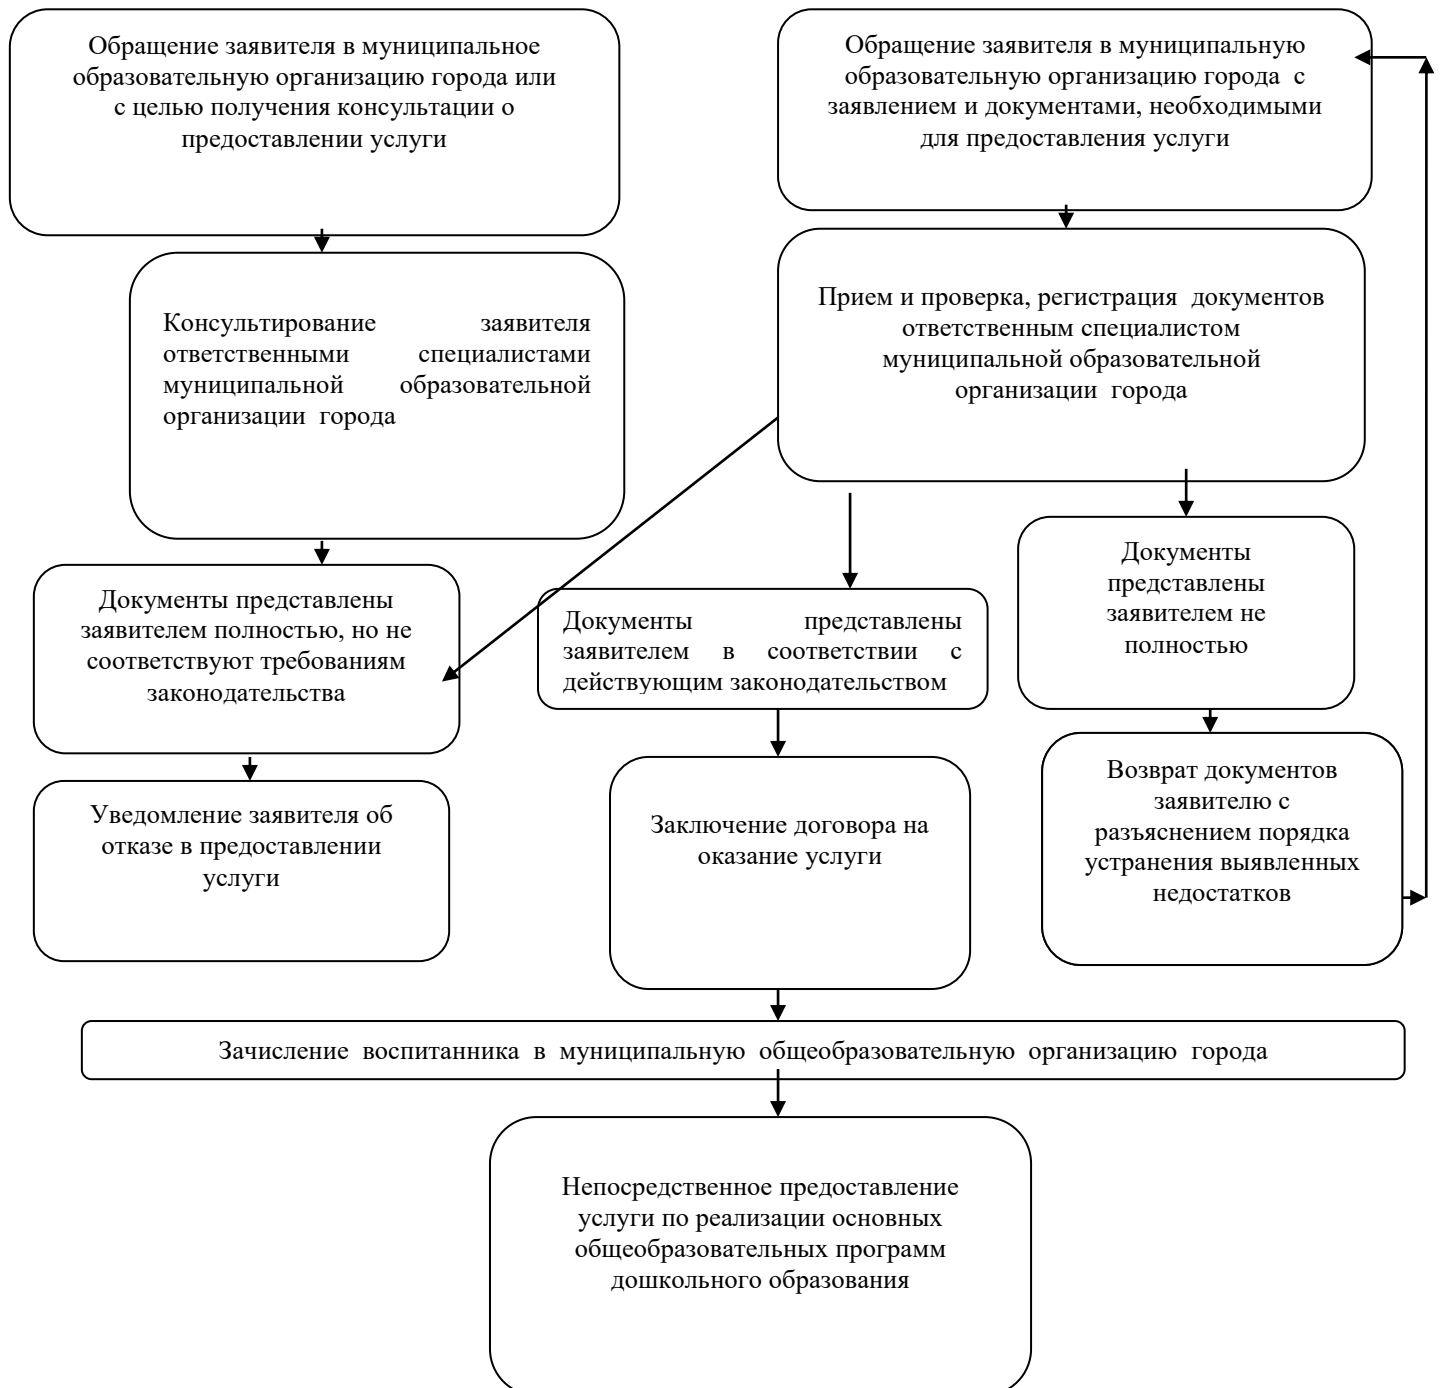 Обращение заявителя в муниципальное
образовательную организацию города или
с целью получения консультации о
предоставлении услуги
Обращение заявителя в муниципальную
образовательную организацию города с
заявлением и документами, необходимыми
для предоставления услуги
Консультирование заявителя
ответственными специалистами
муниципальной образовательной
организации города
Прием и проверка, регистрация документов
ответственным специалистом
муниципальной образовательной
организации города
Документы представлены
заявителем полностью, но не
соответствуют требованиям
законодательства
Документы представлены
заявителем в соответствии с
действующим законодательством
Документы
представлены
заявителем не
полностью
Уведомление заявителя об
отказе в предоставлении
услуги
Заключение договора на
оказание услуги
Возврат документов
заявителю с
разъяснением порядка
устранения выявленных
недостатков
Зачисление воспитанника в муниципальную общеобразовательную организацию города
Непосредственное предоставление
услуги по реализации основных
общеобразовательных программ
дошкольного образования